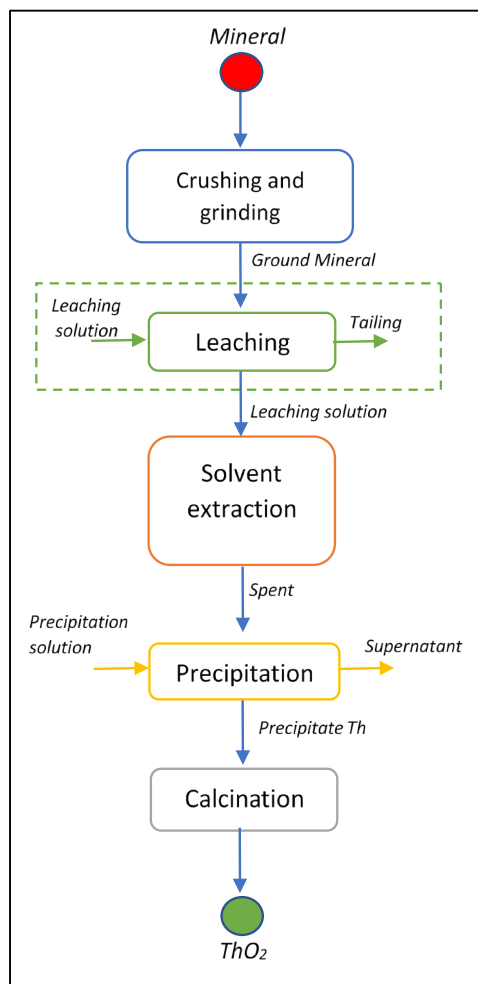 Mineral
Crushing and
grinding
Ground Mineral
Leaching
solution
Tailing
Leaching
Leaching solution
Solvent
extraction
Spent
Precipitation
solution
Supernatant
Precipitation
Precipitate Th
Calcination
ThO₂